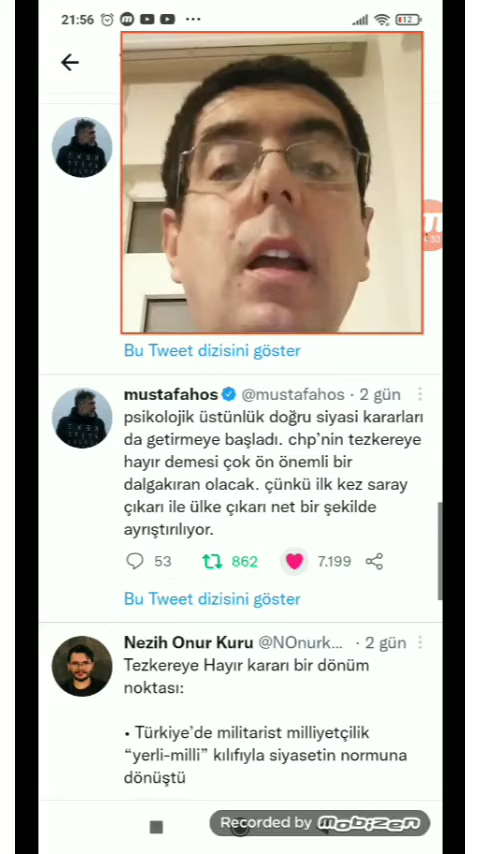 21:56
12
Bu Tweet dizisini göster
mustafahos @mustafahos · 2 gün
psikolojik üstünlük doğru siyasi kararları
da getirmeye başladı. chp'nin tezkereye
hayır demesi çok ön önemli bir
dalgakıran olacak. çünkü ilk kez saray
çıkarı ile ülke çıkarı net bir şekilde
ayrıştırılıyor.
53 862 7.199
Bu Tweet dizisini göster
Nezih Onur Kuru @NOnurk... · 2 gün
Tezkereye Hayır kararı bir dönüm
noktası:
• Türkiye'de militarist milliyetçilik
"yerli-milli" kılıfıyla siyasetin normuna
dönüştü
Recorded by mobizen